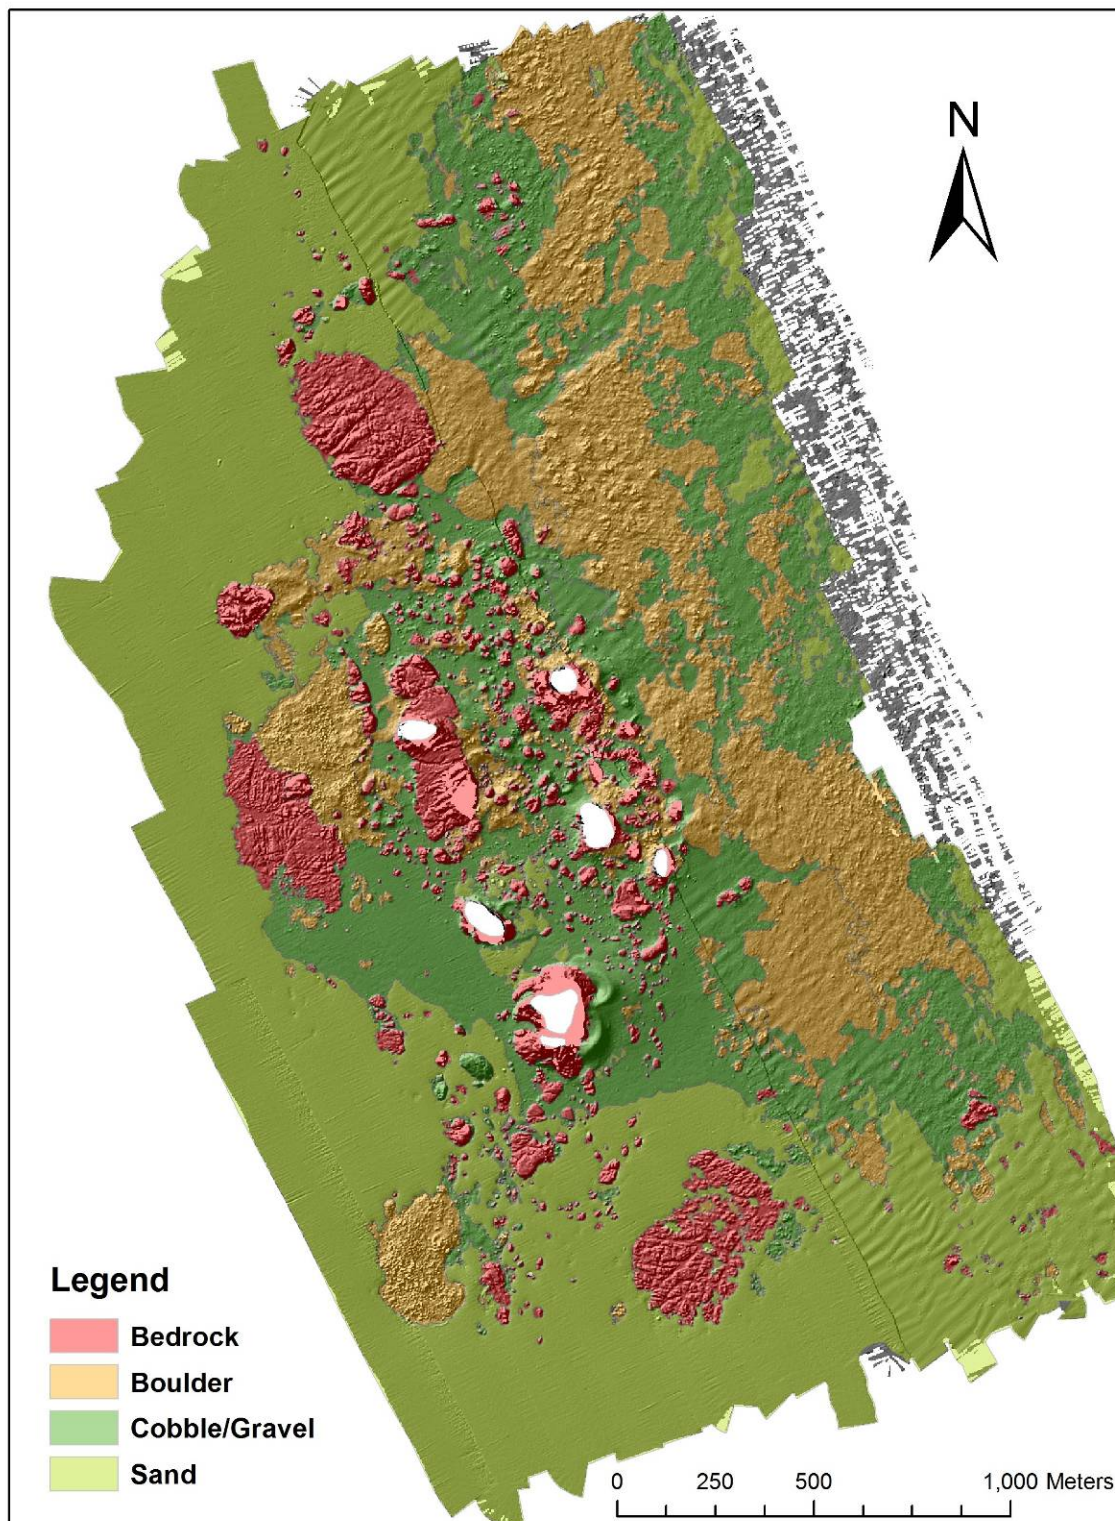 N
Legend
Bedrock
Boulder
Cobble/Gravel
Sand
0 250 500 1,000 Meters